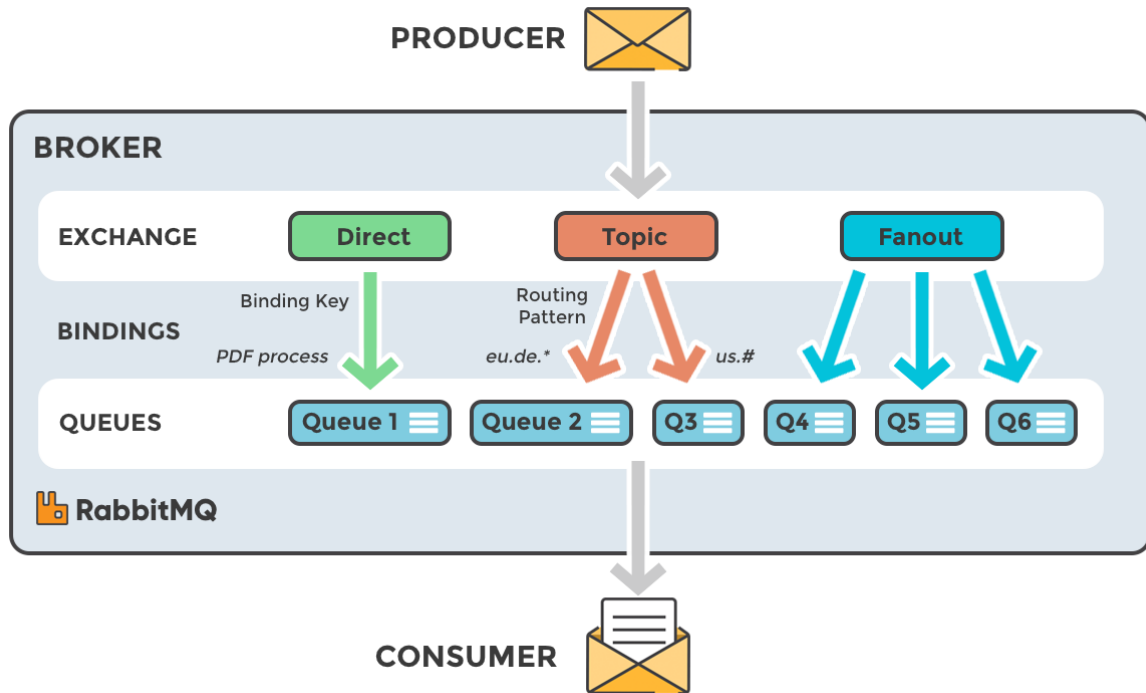 PRODUCER
BROKER
EXCHANGE
Direct
Topic
Fanout
Binding Key
Routing
Pattern
BINDINGS
PDF process
eu.de.*
us.#
QUEUES
Queue 1
Queue 2
Q3
Q4
Q5
Q6
RabbitMQ
CONSUMER